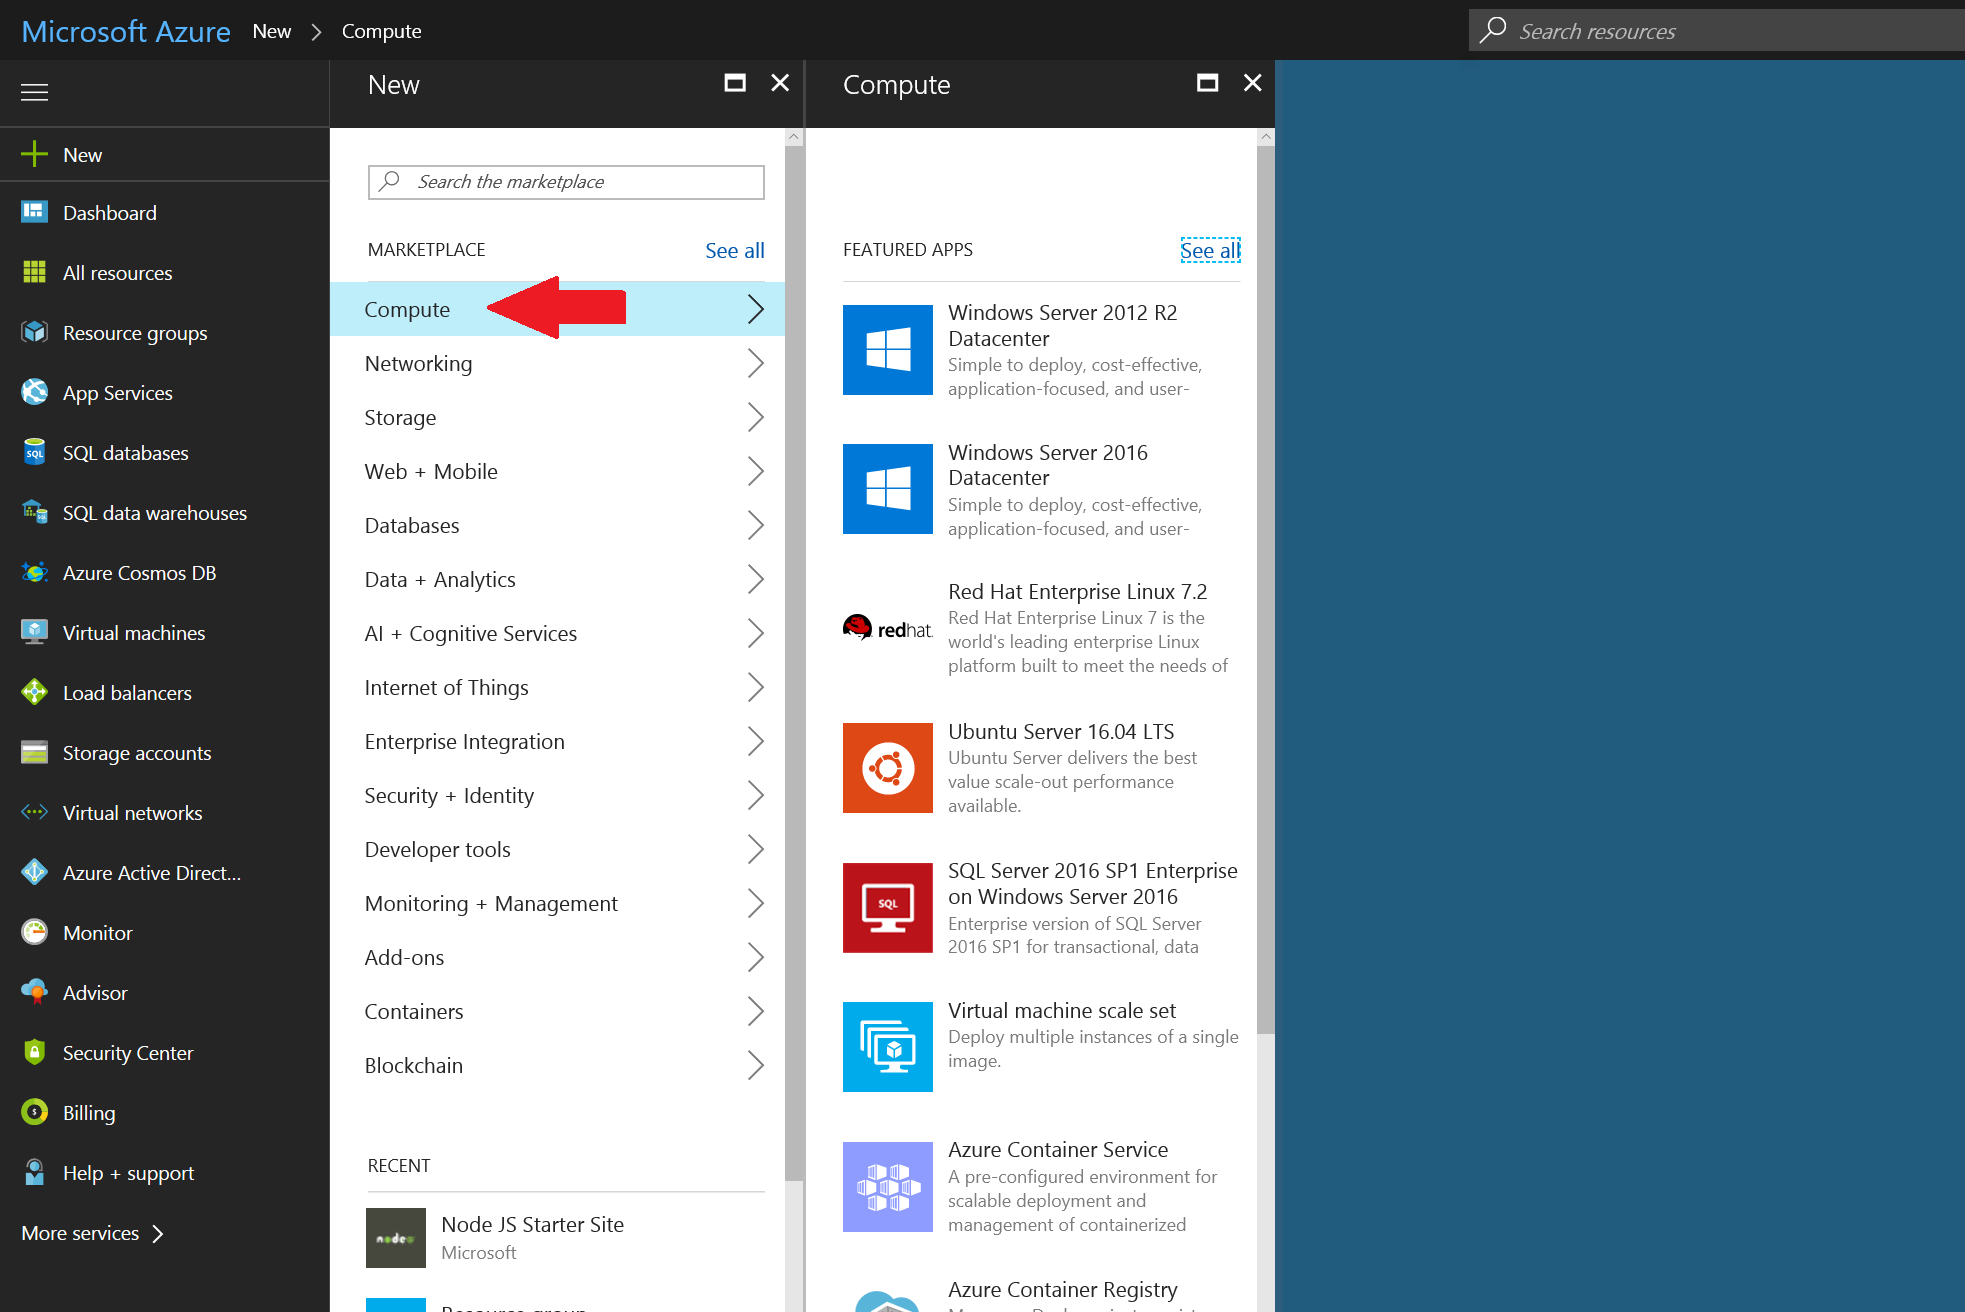 Microsoft Azure New > Compute
Search resources
New
Dashboard
All resources
Resource groups
App Services
SQL databases
SQL data warehouses
Azure Cosmos DB
Virtual machines
Load balancers
Storage accounts
Virtual networks
Azure Active Direct...
Monitor
Advisor
Security Center
Billing
Help + support
More services >
New
Search the marketplace
MARKETPLACE See all
Compute
Networking
Storage
Web + Mobile
Databases
Data + Analytics
AI + Cognitive Services
Internet of Things
Enterprise Integration
Security + Identity
Developer tools
Monitoring + Management
Add-ons
Containers
Blockchain
RECENT
node
Node JS Starter Site
Microsoft
Resource group
Compute
FEATURED APPS See all
Windows Server 2012 R2
Datacenter
Simple to deploy, cost-effective,
application-focused, and user-
Windows Server 2016
Datacenter
Simple to deploy, cost-effective,
application-focused, and user-
redhat.
Red Hat Enterprise Linux 7.2
Red Hat Enterprise Linux 7 is the
world's leading enterprise Linux
platform built to meet the needs of
Ubuntu Server 16.04 LTS
Ubuntu Server delivers the best
value scale-out performance
available.
SQL
SQL Server 2016 SP1 Enterprise
on Windows Server 2016
Enterprise version of SQL Server
2016 SP1 for transactional, data
Virtual machine scale set
Deploy multiple instances of a single
image.
Azure Container Service
A pre-configured environment for
scalable deployment and
management of containerized
Azure Container Registry